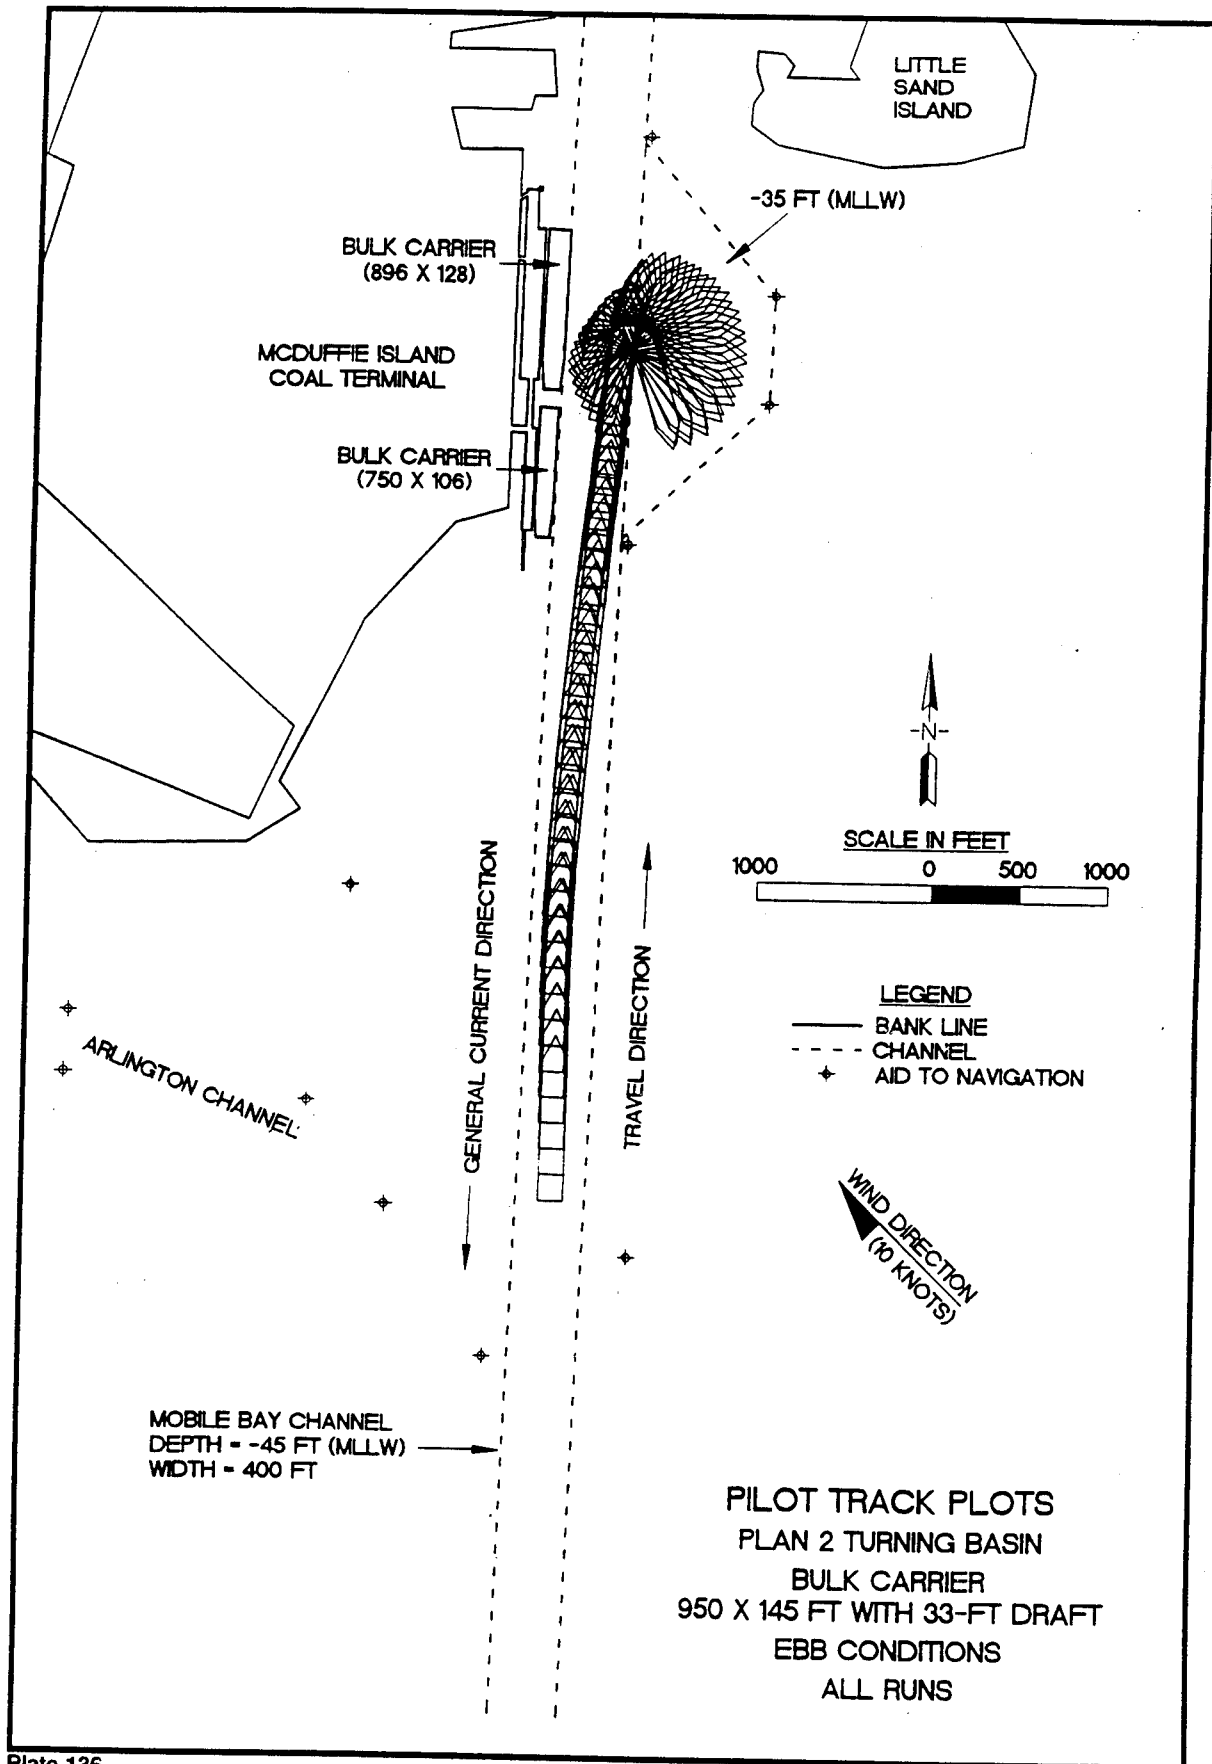 LITTLE
SAND
ISLAND
-35 FT (MLLW)
BULK CARRIER
(896 X 128)
MCDUFFIE ISLAND
COAL TERMINAL
BULK CARRIER
(750 X 106)
-N-
SCALE IN FEET
1000 0 500 1000
GENERAL CURRENT DIRECTION
TRAVEL DIRECTION
LEGEND
BANK LINE
CHANNEL
AID TO NAVIGATION
ARLINGTON CHANNEL
WIND DIRECTION
(10 KNOTS)
MOBILE BAY CHANNEL
DEPTH = -45 FT (MLLW)
WIDTH = 400 FT
PILOT TRACK PLOTS
PLAN 2 TURNING BASIN
BULK CARRIER
950 X 145 FT WITH 33-FT DRAFT
EBB CONDITIONS
ALL RUNS
Plate 136